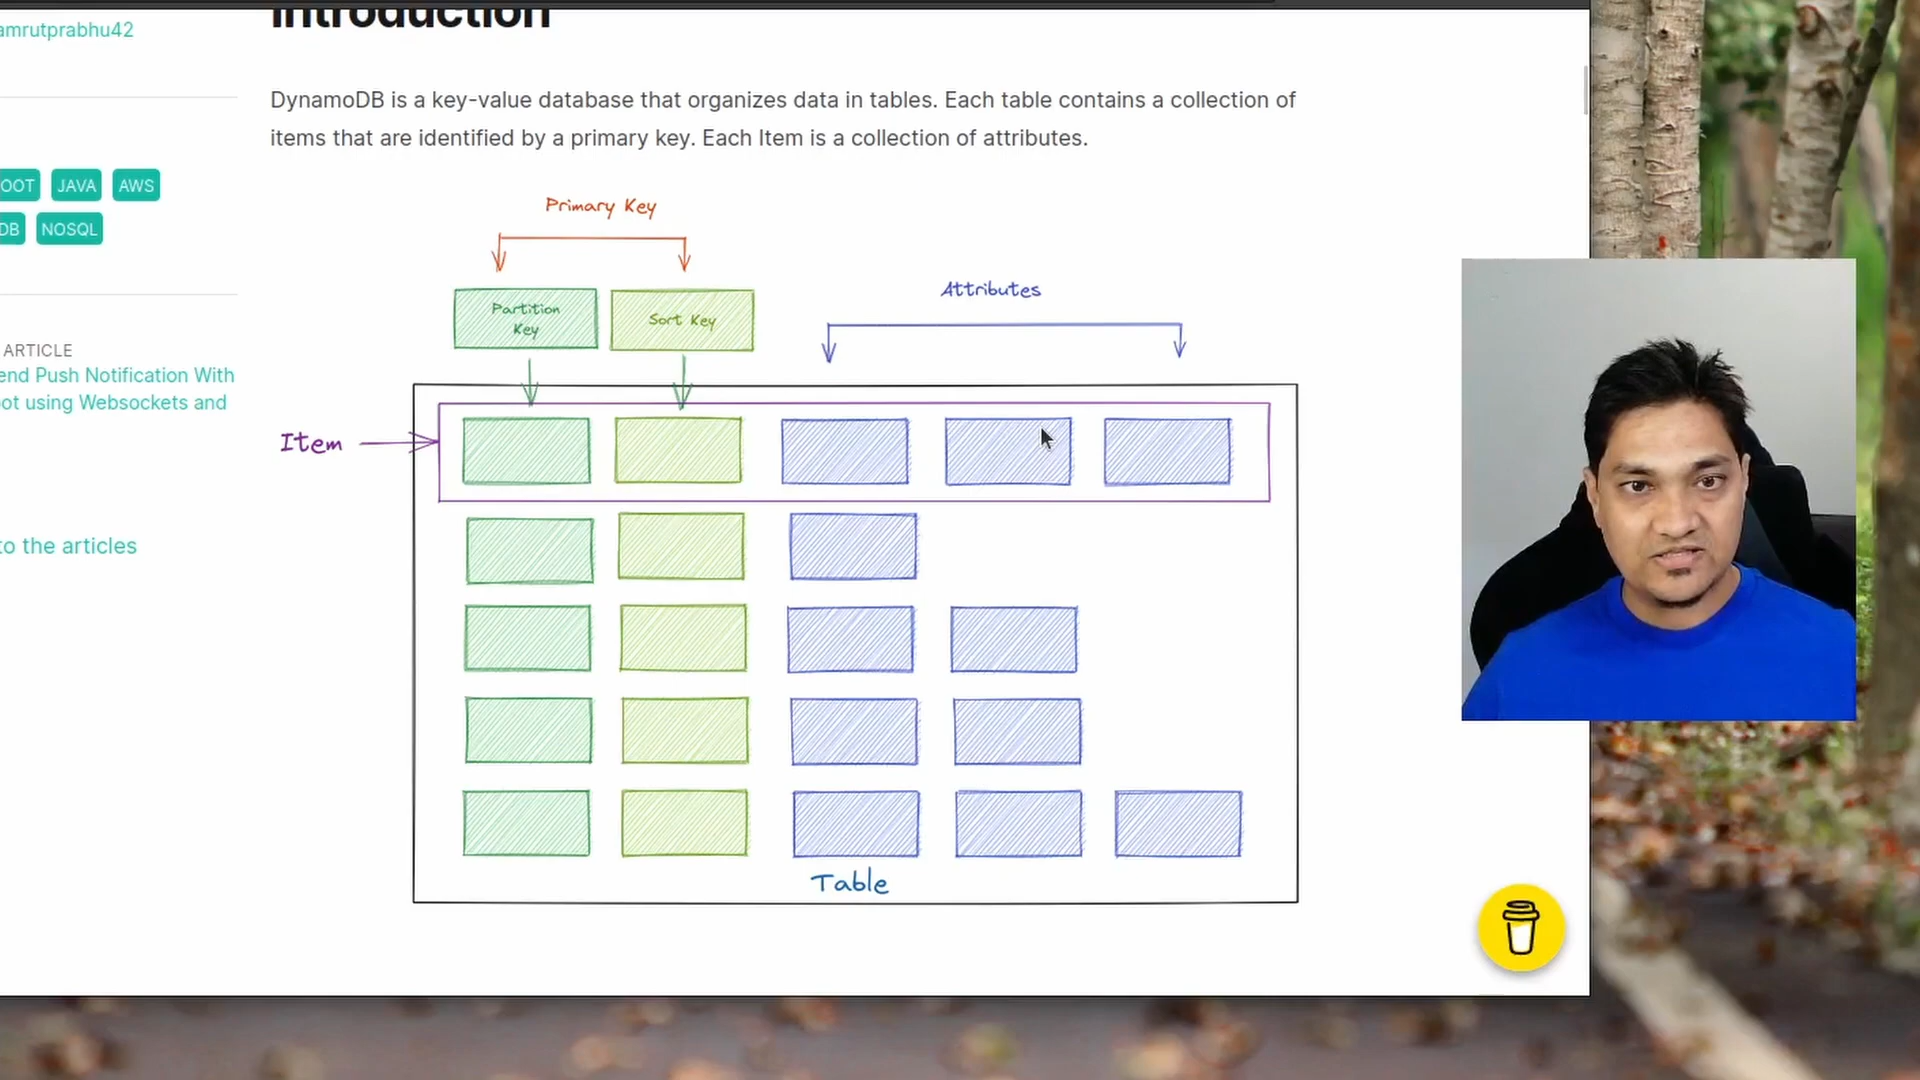 amrutprabhu42
OOT
JAVA
AWS
DB
NOSQL
ARTICLE
end Push Notification With
ot using Websockets and
to the articles
Introduction
DynamoDB is a key-value database that organizes data in tables. Each table contains a collection of
items that are identified by a primary key. Each Item is a collection of attributes.
Primary Key
Partition
Key
Sort Key
Attributes
Item
Table